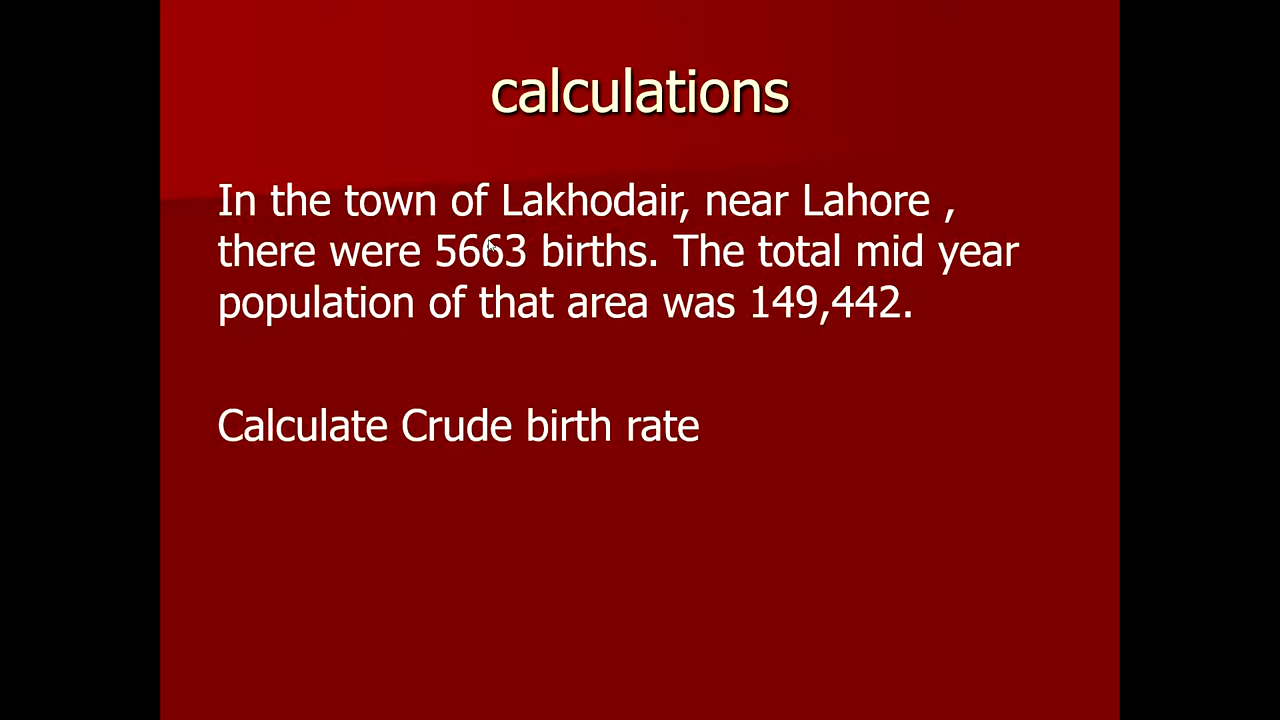 calculations
In the town of Lakhodair, near Lahore ,
there were 5663 births. The total mid year
population of that area was 149,442.
Calculate Crude birth rate